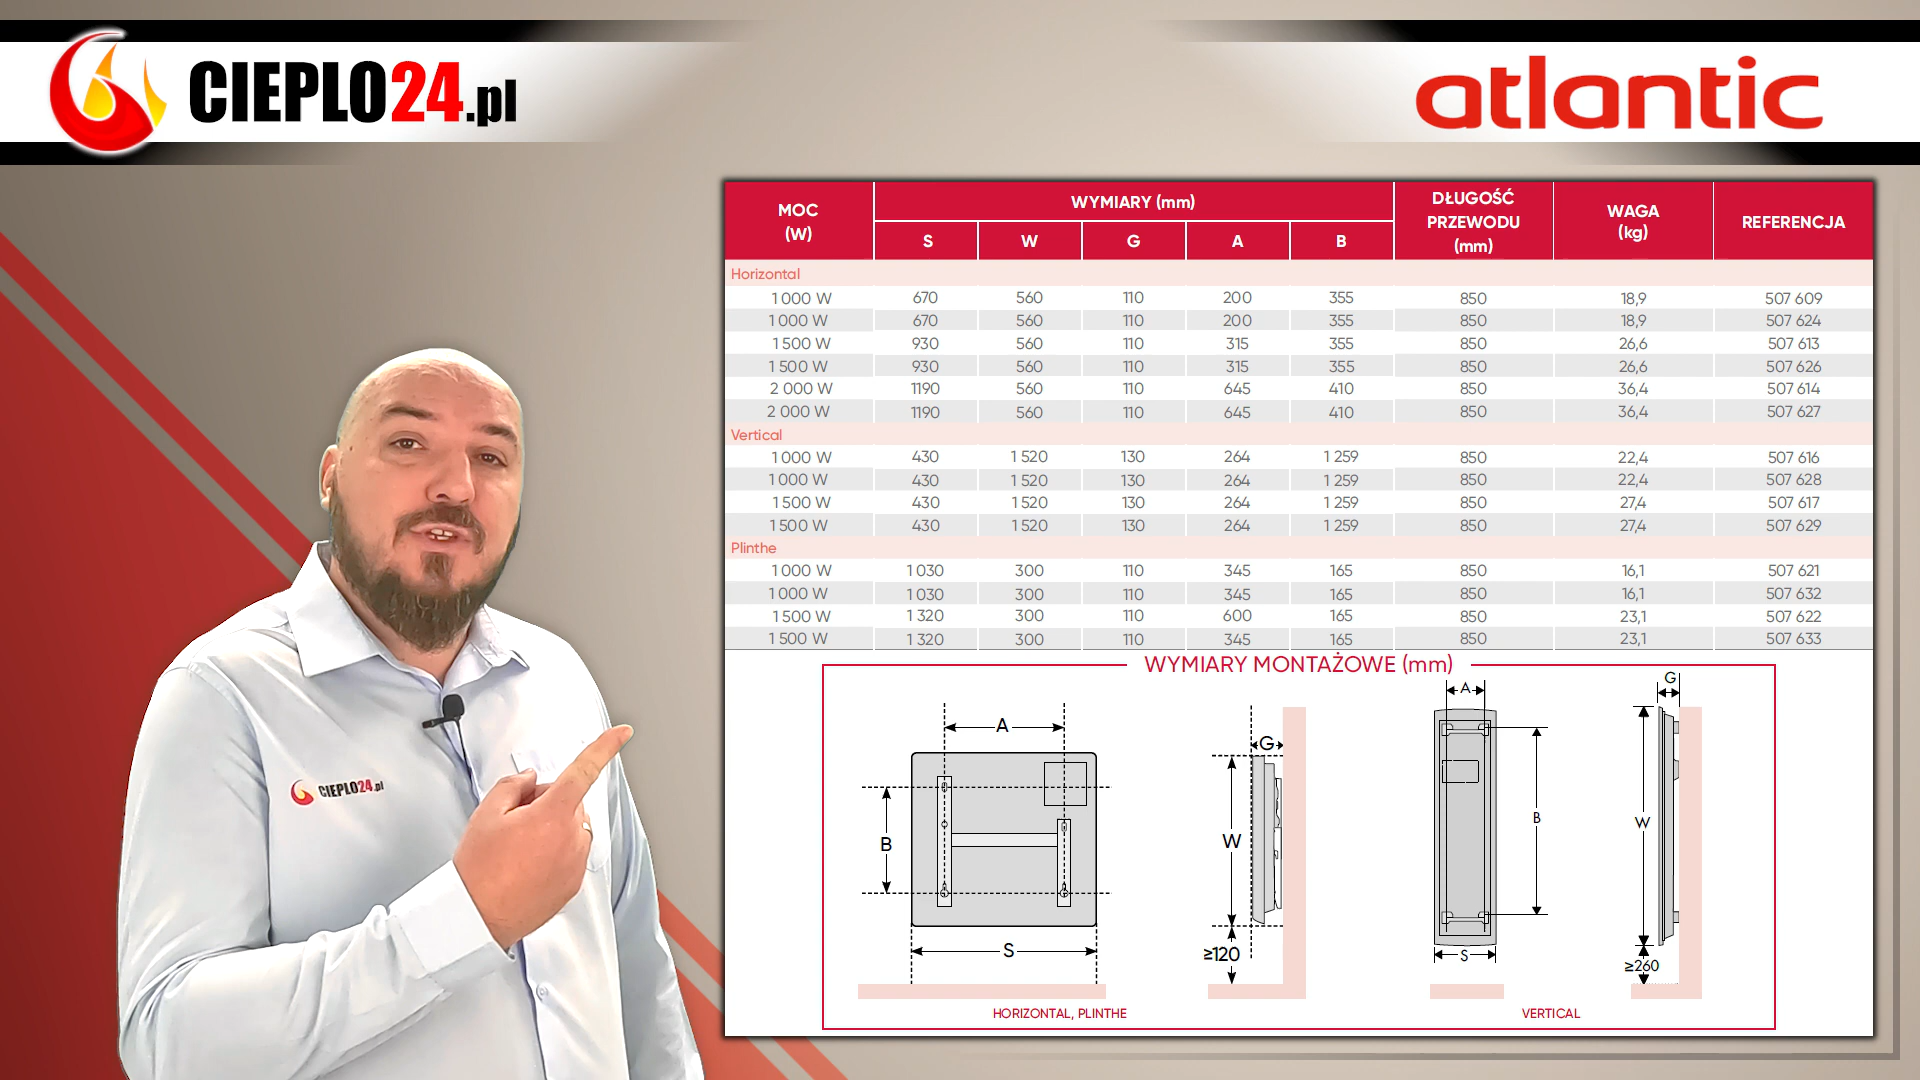 CIEPLO24.pl
atlantic
MOC (W) WYMIARY (mm) DŁUGOŚĆ PRZEWODU (mm) WAGA (kg) REFERENCJA
S W G A B
Horizontal
1 000 W 670 560 110 200 355 850 18,9 507 609
1 000 W 670 560 110 200 355 850 18,9 507 624
1 500 W 930 560 110 315 355 850 26,6 507 613
1 500 W 930 560 110 315 355 850 26,6 507 626
2 000 W 1190 560 110 645 410 850 36,4 507 614
2 000 W 1190 560 110 645 410 850 36,4 507 627
Vertical
1 000 W 430 1 520 130 264 1 259 850 22,4 507 616
1 000 W 430 1 520 130 264 1 259 850 22,4 507 628
1 500 W 430 1 520 130 264 1 259 850 27,4 507 617
1 500 W 430 1 520 130 264 1 259 850 27,4 507 629
Plinthe
1 000 W 1 030 300 110 345 165 850 16,1 507 621
1 000 W 1 030 300 110 345 165 850 16,1 507 632
1 500 W 1 320 300 110 600 165 850 23,1 507 622
1 500 W 1 320 300 110 345 165 850 23,1 507 633
WYMIARY MONTAŻOWE (mm)
A
B
S
G
W
≥120
HORIZONTAL, PLINTHE
A
B
S
G
W
≥260
VERTICAL
CIEPLO24.pl